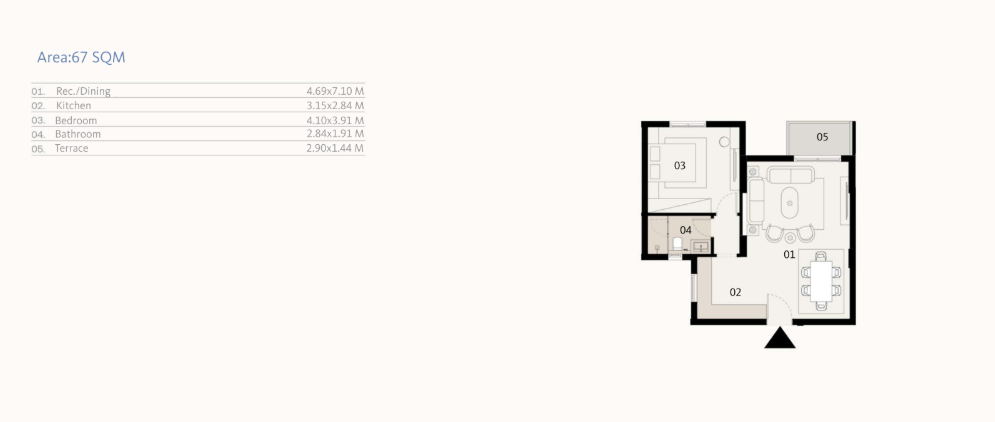 Area:67 SQM
01. Rec./Dining 4.69x7.10 M
02. Kitchen 3.15x2.84 M
03. Bedroom 4.10x3.91 M
04. Bathroom 2.84x1.91 M
05. Terrace 2.90x1.44 M
05
03
04
01
02